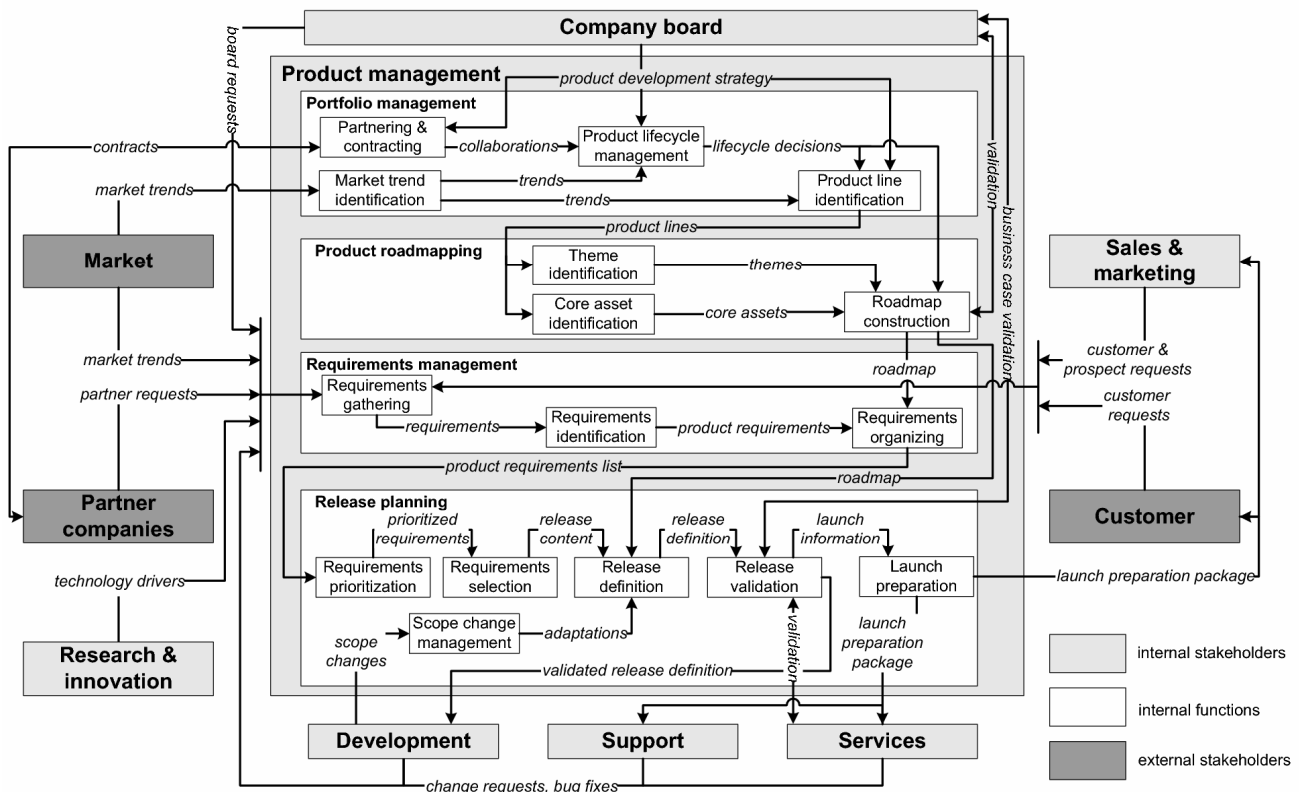 Company board
board requests
Product management
product development strategy
Portfolio management
Partnering &
contracting
collaborations
Product lifecycle
management
lifecycle decisions
contracts
market trends
Market trend
identification
trends
trends
Product line
identification
validation
business case validation
product lines
Market
Product roadmapping
Theme
identification
themes
Core asset
identification
core assets
Roadmap
construction
Sales &
marketing
market trends
partner requests
Requirements management
Requirements
gathering
requirements
Requirements
identification
product requirements
roadmap
Requirements
organizing
customer &
prospect requests
customer
requests
product requirements list
roadmap
Partner
companies
Customer
Release planning
prioritized
requirements
release
content
release
definition
launch
information
Requirements
prioritization
Requirements
selection
Release
definition
Release
validation
Launch
preparation
launch preparation package
technology drivers
Scope change
management
adaptations
scope
changes
validation
launch
preparation
package
validated release definition
Research &
innovation
Development
Support
Services
change requests, bug fixes
internal stakeholders
internal functions
external stakeholders